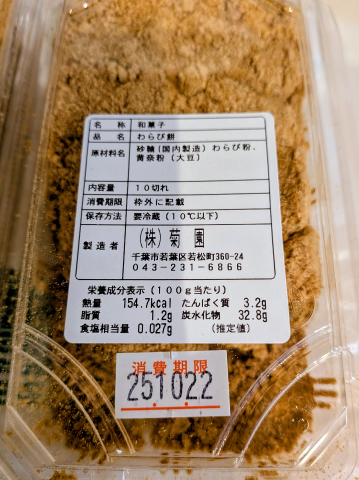 名称 和菓子
品名 わらび餅
原材料名 砂糖(国内製造)わらび粉、
黄奈粉(大豆)
内容量 10切れ
消費期限 枠外に記載
保存方法 要冷蔵(10℃以下)
製造者 (株)菊園
千葉市若葉区若松町360-24
043-231-6866
栄養成分表示(100g当たり)
熱量 154.7kcal たんぱく質 3.2g
脂質 1.2g 炭水化物 32.8g
食塩相当量 0.027g (推定値)
消費期限
251022